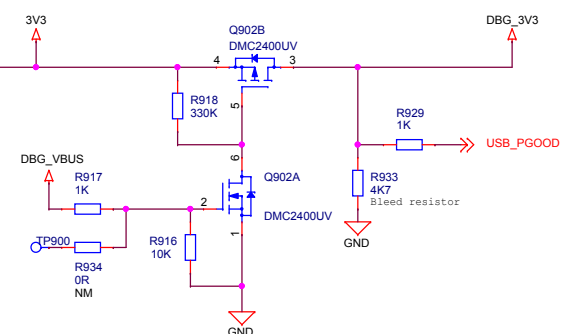 3V3
DBG_3V3
Q902B
DMC2400UV
4
3
R918
330K
5
R929
1K
USB_PGOOD
6
DBG_VBUS
R917
1K
Q902A
2
DMC2400UV
R933
4K7
Bleed resistor
TP900
R916
10K
1
GND
R934
0R
NM
GND